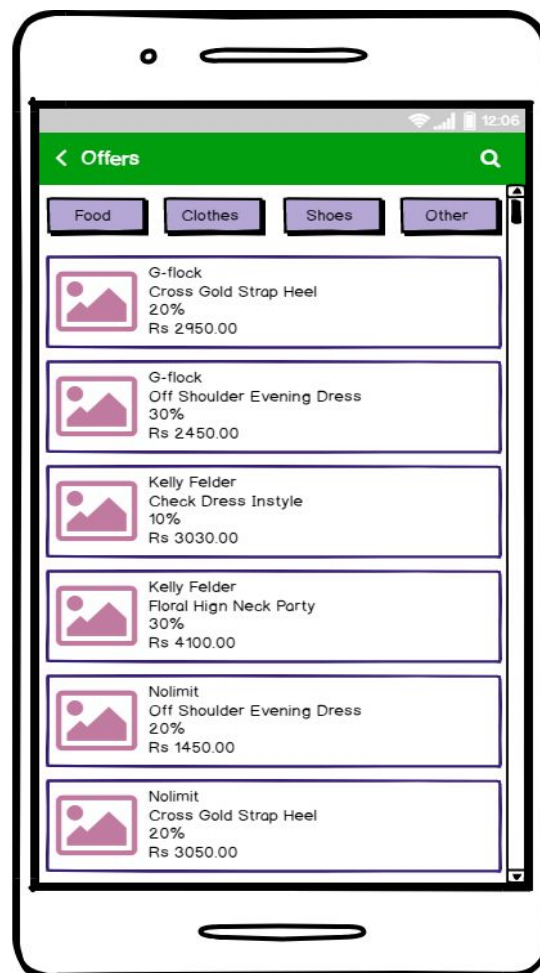 12:06
Offers
Food Clothes Shoes Other
G-flock
Cross Gold Strap Heel
20%
Rs 2950.00
G-flock
Off Shoulder Evening Dress
30%
Rs 2450.00
Kelly Felder
Check Dress Instyle
10%
Rs 3030.00
Kelly Felder
Floral Hign Neck Party
30%
Rs 4100.00
Nolimit
Off Shoulder Evening Dress
20%
Rs 1450.00
Nolimit
Cross Gold Strap Heel
20%
Rs 3050.00